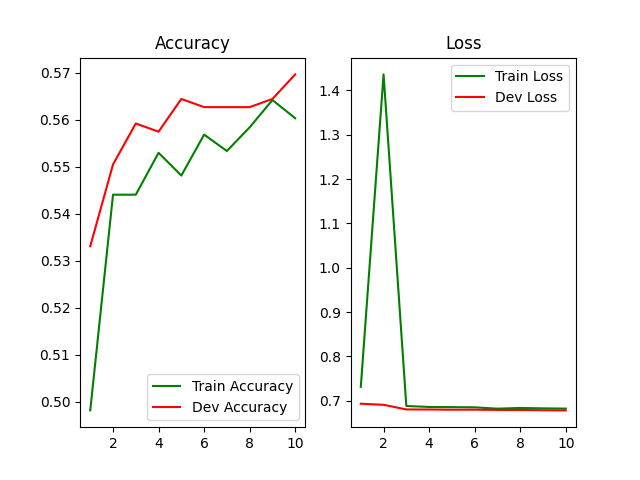 Accuracy
0.57
0.56
0.55
0.54
0.53
0.52
0.51
0.50
Train Accuracy
Dev Accuracy
2 4 6 8 10
Loss
Train Loss
Dev Loss
1.4
1.3
1.2
1.1
1.0
0.9
0.8
0.7
2 4 6 8 10